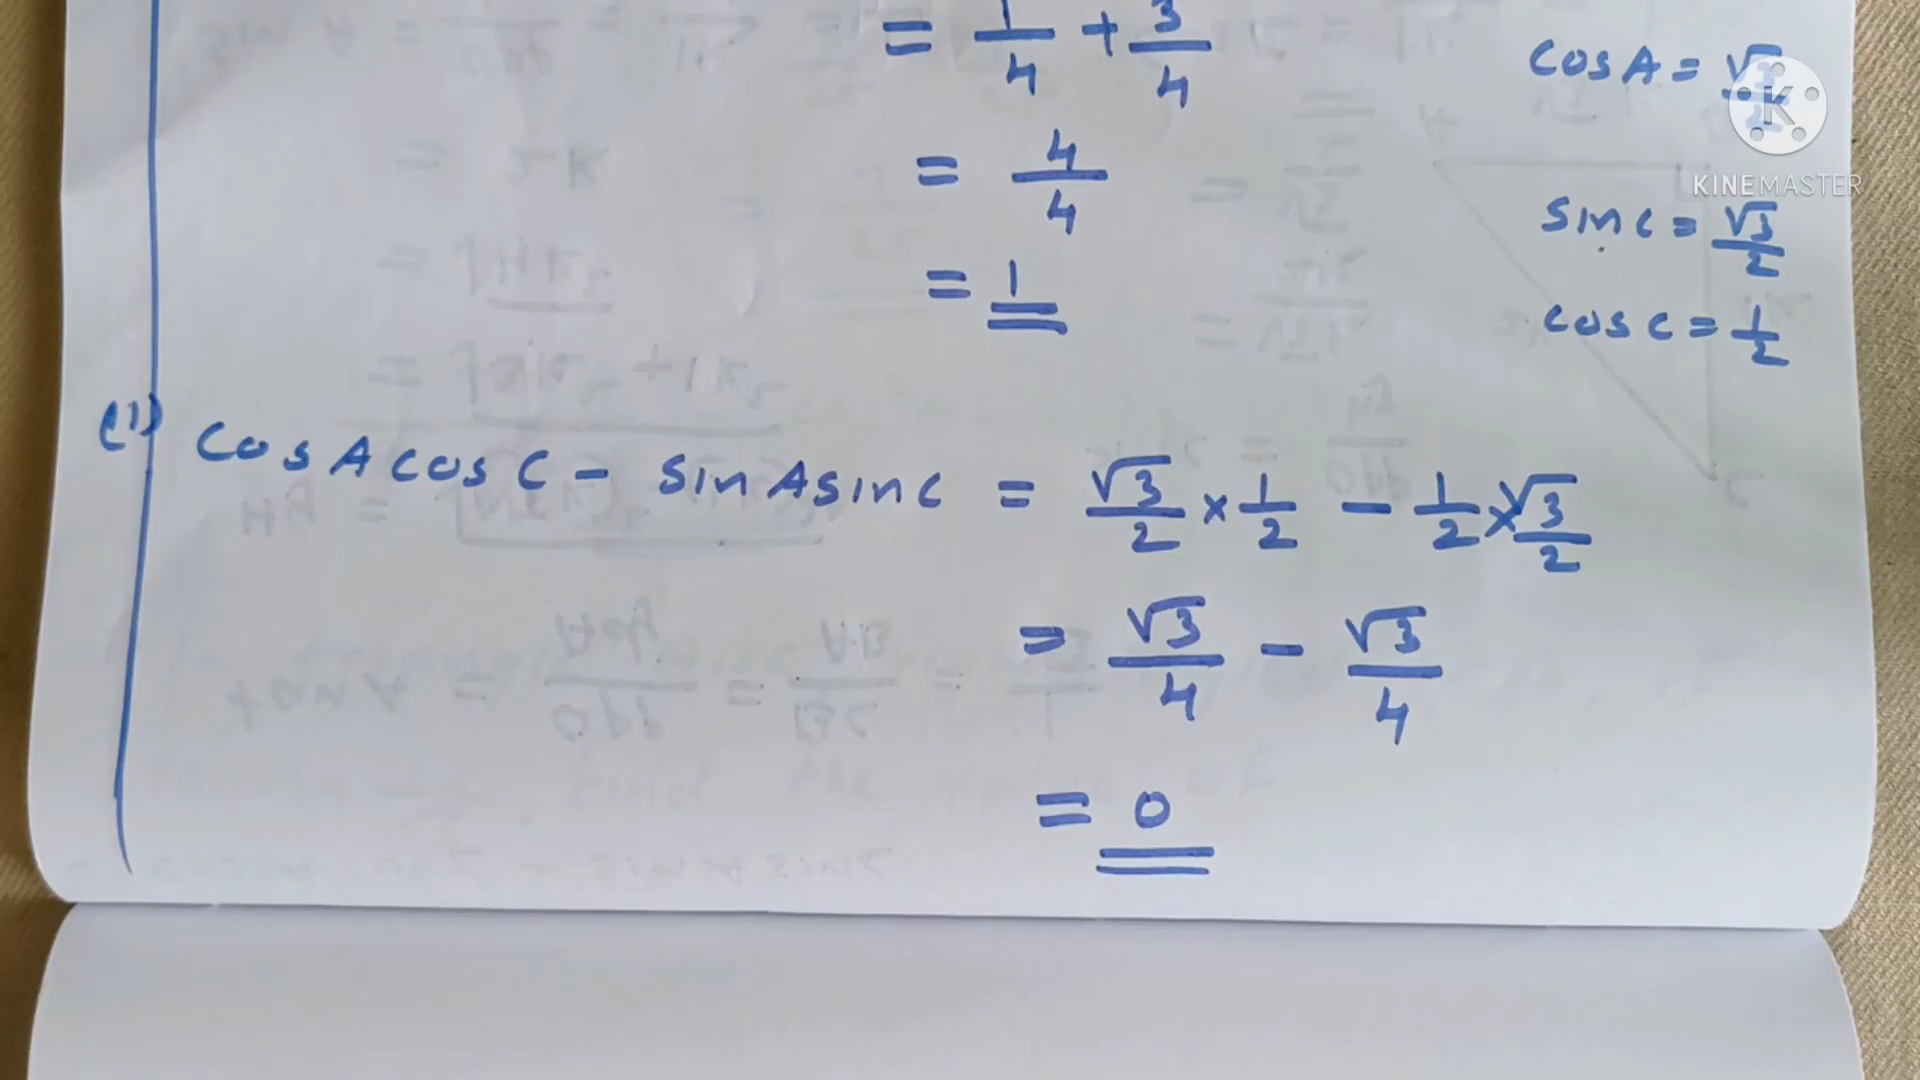 = 1/4 + 3/4
cos A = √3/2
= 4/4
KINEMASTER
sin C = √3/2
= 1
cos C = 1/2
(1) cos A cos C - sin A sin C = √3/2 × 1/2 - 1/2 × √3/2
= √3/4 - √3/4
= 0